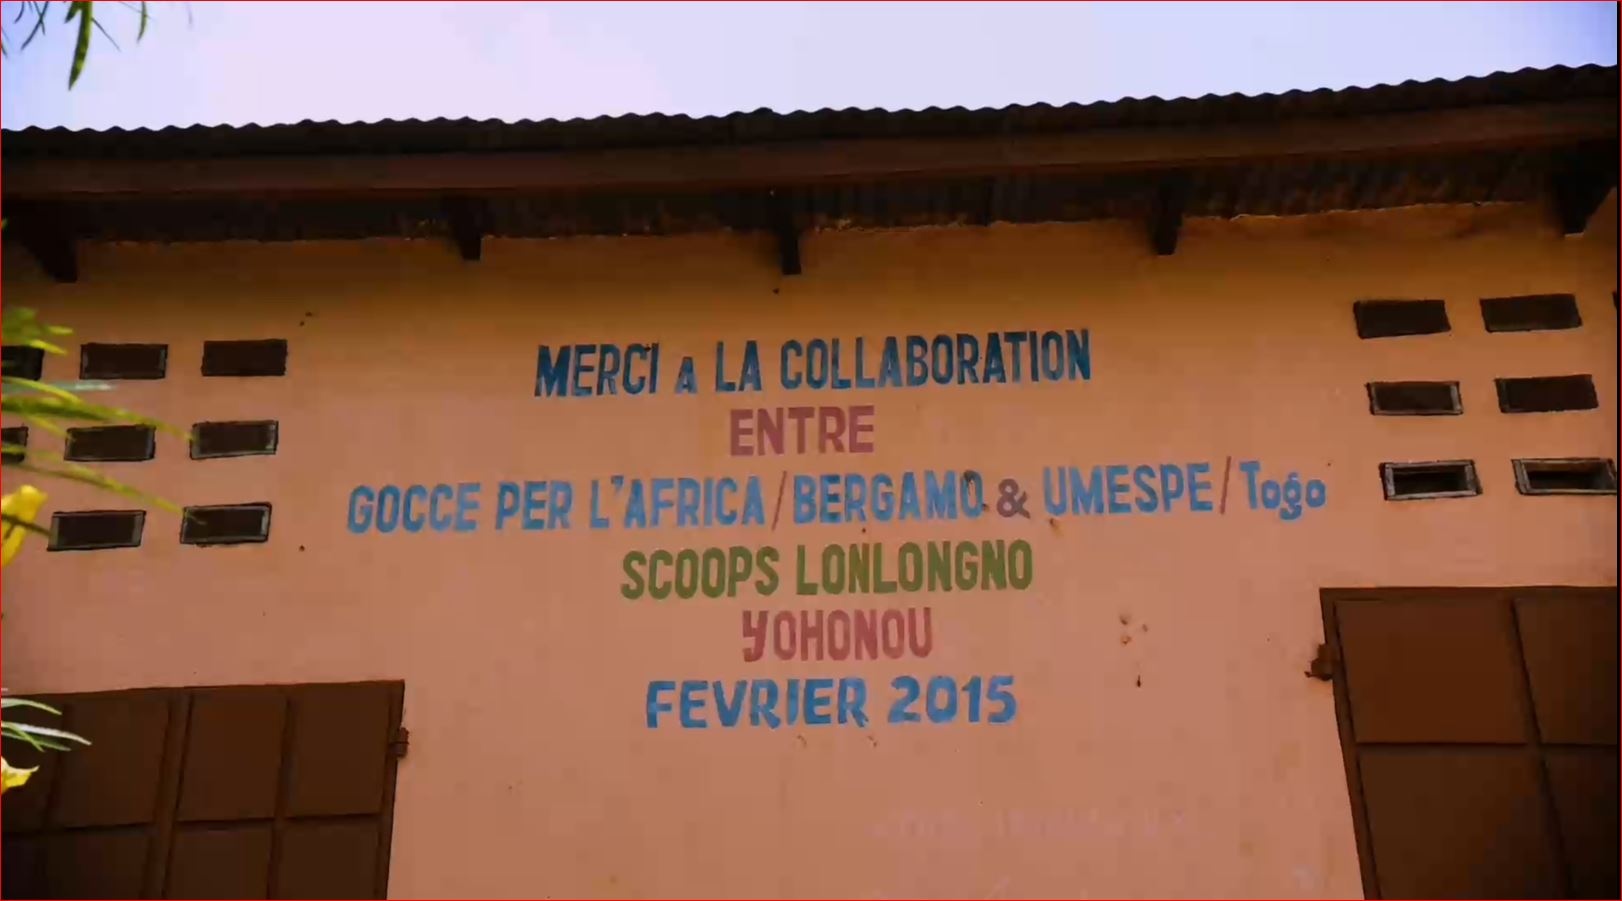 MERCI A LA COLLABORATION
ENTRE
GOCCE PER L'AFRICA/BERGAMO & UMESPE/Togo
SCOOPS LONLONGNO
YOHONOU
FEVRIER 2015